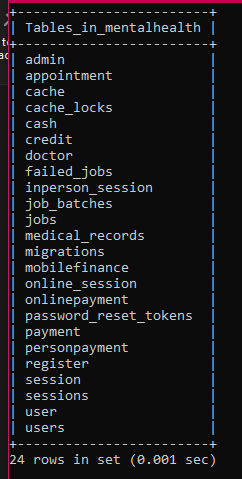 +-------------------------+
| Tables_in_mentalhealth |
+-------------------------+
| admin |
| appointment |
| cache |
| cache_locks |
| cash |
| credit |
| doctor |
| failed_jobs |
| inperson_session |
| job_batches |
| jobs |
| medical_records |
| migrations |
| mobilefinance |
| online_session |
| onlinepayment |
| password_reset_tokens |
| payment |
| personpayment |
| register |
| session |
| sessions |
| user |
| users |
+-------------------------+
24 rows in set (0.001 sec)